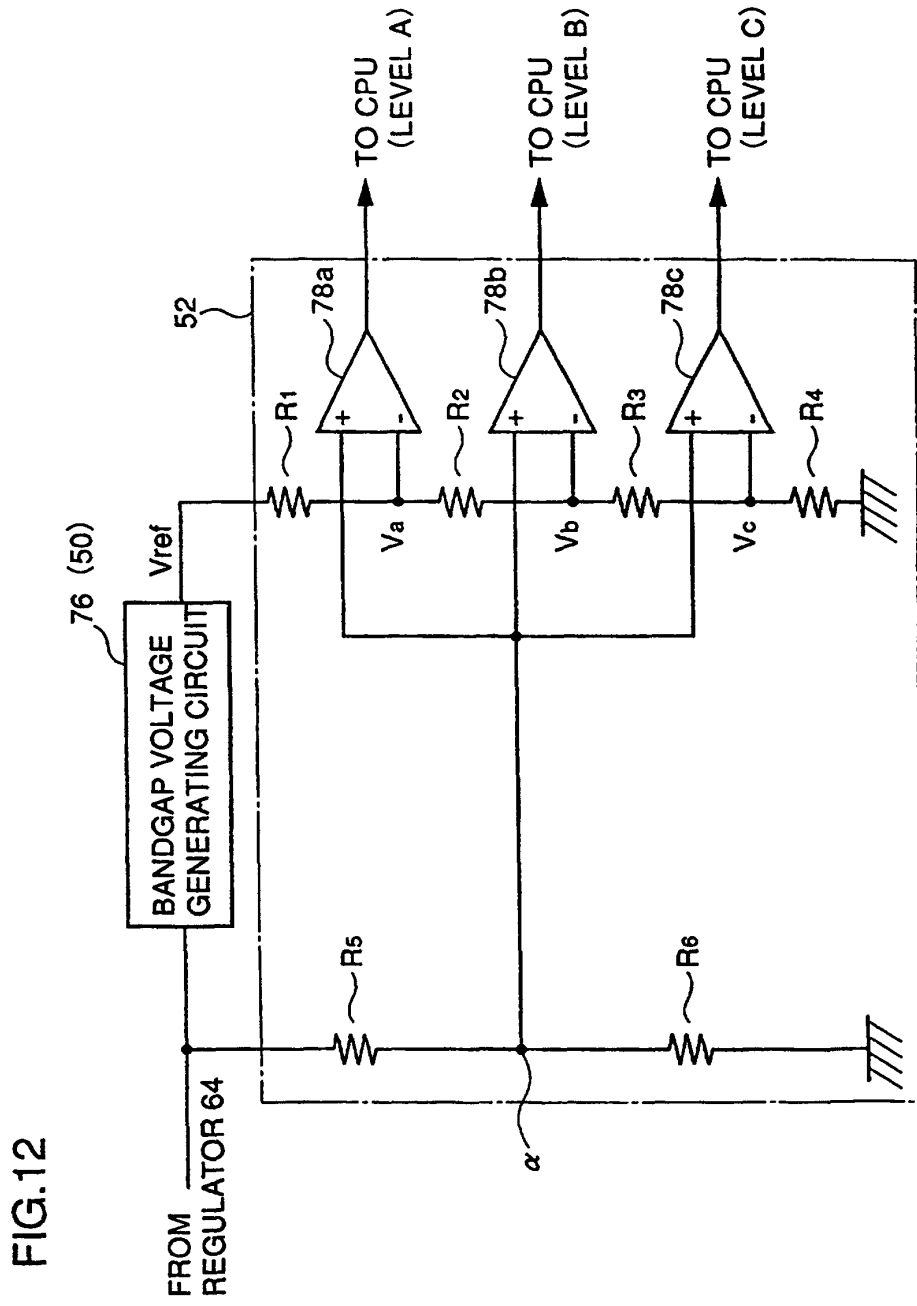 FIG.12
FROM
REGULATOR 64
76 (50)
BANDGAP VOLTAGE
GENERATING CIRCUIT
Vref
52
R5
R6
α
R1
R2
R3
R4
Va
Vb
Vc
78a
+
-
78b
+
-
78c
+
-
TO CPU
(LEVEL A)
TO CPU
(LEVEL B)
TO CPU
(LEVEL C)